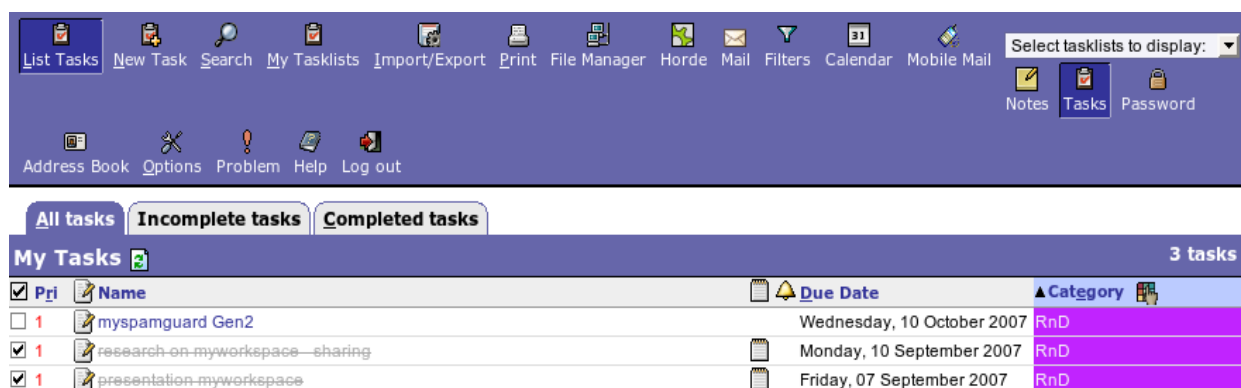 List Tasks New Task Search My Tasklists Import/Export Print File Manager Horde Mail Filters Calendar Mobile Mail
Select tasklists to display:
Notes Tasks Password
Address Book Options Problem Help Log out
All tasks Incomplete tasks Completed tasks
My Tasks 3 tasks
Pri Name Due Date Category
1 myspamguard Gen2 Wednesday, 10 October 2007 RnD
1 research on myworkspace - sharing Monday, 10 September 2007 RnD
1 presentation myworkspace Friday, 07 September 2007 RnD